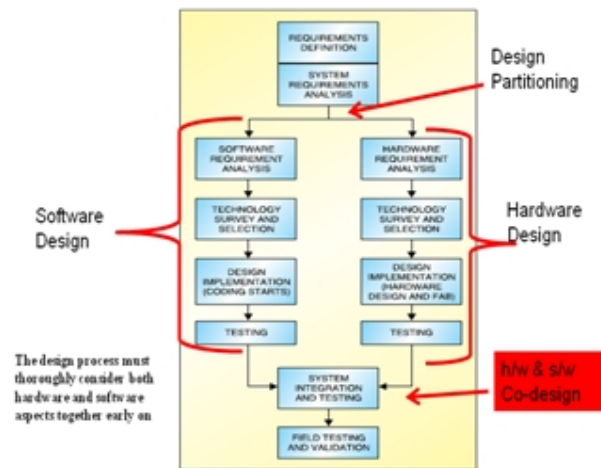 REQUIREMENTS
DEFINITION
SYSTEM
REQUIREMENTS
ANALYSIS
Design
Partitioning
SOFTWARE
REQUIREMENT
ANALYSIS
HARDWARE
REQUIREMENT
ANALYSIS
Software
Design
TECHNOLOGY
SURVEY AND
SELECTION
TECHNOLOGY
SURVEY AND
SELECTION
Hardware
Design
DESIGN
IMPLEMENTATION
(CODING STARTS)
DESIGN
IMPLEMENTATION
(HARDWARE
DESIGN AND FAB)
TESTING
TESTING
The design process must
thoroughly consider both
hardware and software
aspects together early on
SYSTEM
INTEGRATION
AND TESTING
h/w & s/w
Co-design
FIELD TESTING
AND VALIDATION